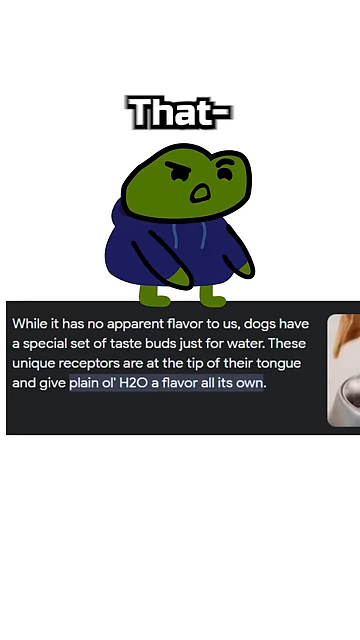 That-
While it has no apparent flavor to us, dogs have
a special set of taste buds just for water. These
unique receptors are at the tip of their tongue
and give plain ol' H2O a flavor all its own.